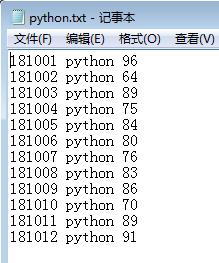 python.txt - 记事本
文件(F) 编辑(E) 格式(O) 查看(V)
181001 python 96
181002 python 64
181003 python 89
181004 python 75
181005 python 84
181006 python 80
181007 python 76
181008 python 83
181009 python 86
181010 python 70
181011 python 89
181012 python 91